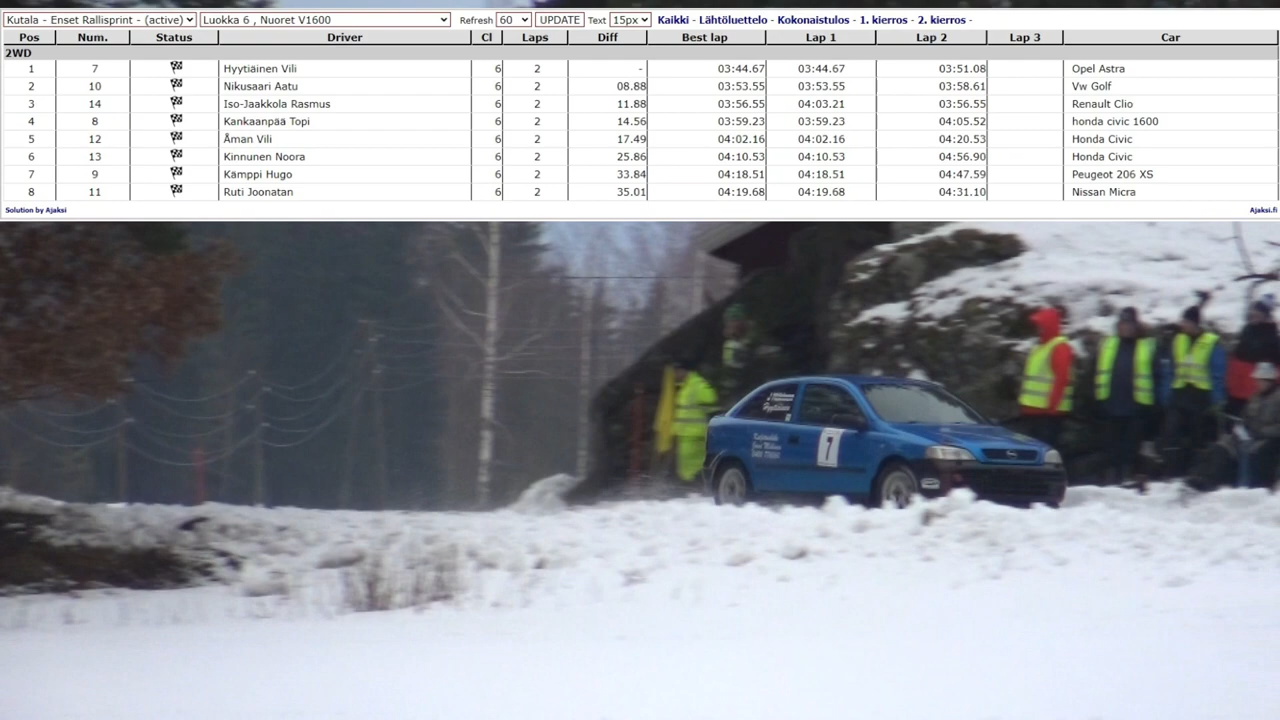 Kutala - Enset Rallisprint - (active) Luokka 6 , Nuoret V1600 Refresh 60 UPDATE Text 15px Kaikki - Lähtöluettelo - Kokonaistulos - 1. kierros - 2. kierros -
Pos Num. Status Driver Cl Laps Diff Best lap Lap 1 Lap 2 Lap 3 Car
2WD
1 7 Hyytiäinen Vili 6 2 - 03:44.67 03:44.67 03:51.08 Opel Astra
2 10 Nikusaari Aatu 6 2 08.88 03:53.55 03:53.55 03:58.61 Vw Golf
3 14 Iso-Jaakkola Rasmus 6 2 11.88 03:56.55 04:03.21 03:56.55 Renault Clio
4 8 Kankaanpää Topi 6 2 14.56 03:59.23 03:59.23 04:05.52 honda civic 1600
5 12 Åman Vili 6 2 17.49 04:02.16 04:02.16 04:20.53 Honda Civic
6 13 Kinnunen Noora 6 2 25.86 04:10.53 04:10.53 04:56.90 Honda Civic
7 9 Kämppi Hugo 6 2 33.84 04:18.51 04:18.51 04:47.59 Peugeot 206 XS
8 11 Ruti Joonatan 6 2 35.01 04:19.68 04:19.68 04:31.10 Nissan Micra
Solution by Ajaksi Ajaksi.fi
Hyytiäinen
7